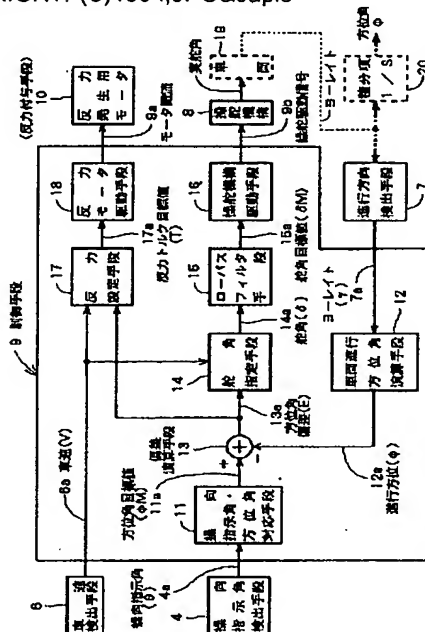 (反力付与手段)
10
反力発生用モータ
9a
モータ電流
18
反力モータ駆動手段
17a
反力トルク目標値
(T)
17
反力設定手段
9 制御手段
6a 車速(V)
6
車速検出手段
4
操向指示角検出手段
操向指示角
(θ)
4a
11
操向指示角・方位角対応手段
方位角目標値
(φM)
11a
偏差演算手段
13
+
−
13a
方位角偏差(E)
14
舵角指定手段
14a
舵角(δ)
15
ローパスフィルタ手段
15a
舵角目標値(δM)
16
操舵機構駆動手段
9b
操舵駆動信号
8
操舵機構
実舵角
19
車両
ヨーレイト
20
積分項
1/S
方位角
φ
進行方向検出手段
7
ヨーレイト
(γ)
7a
12
車両進行方位角演算手段
12a
進行方位(φ)